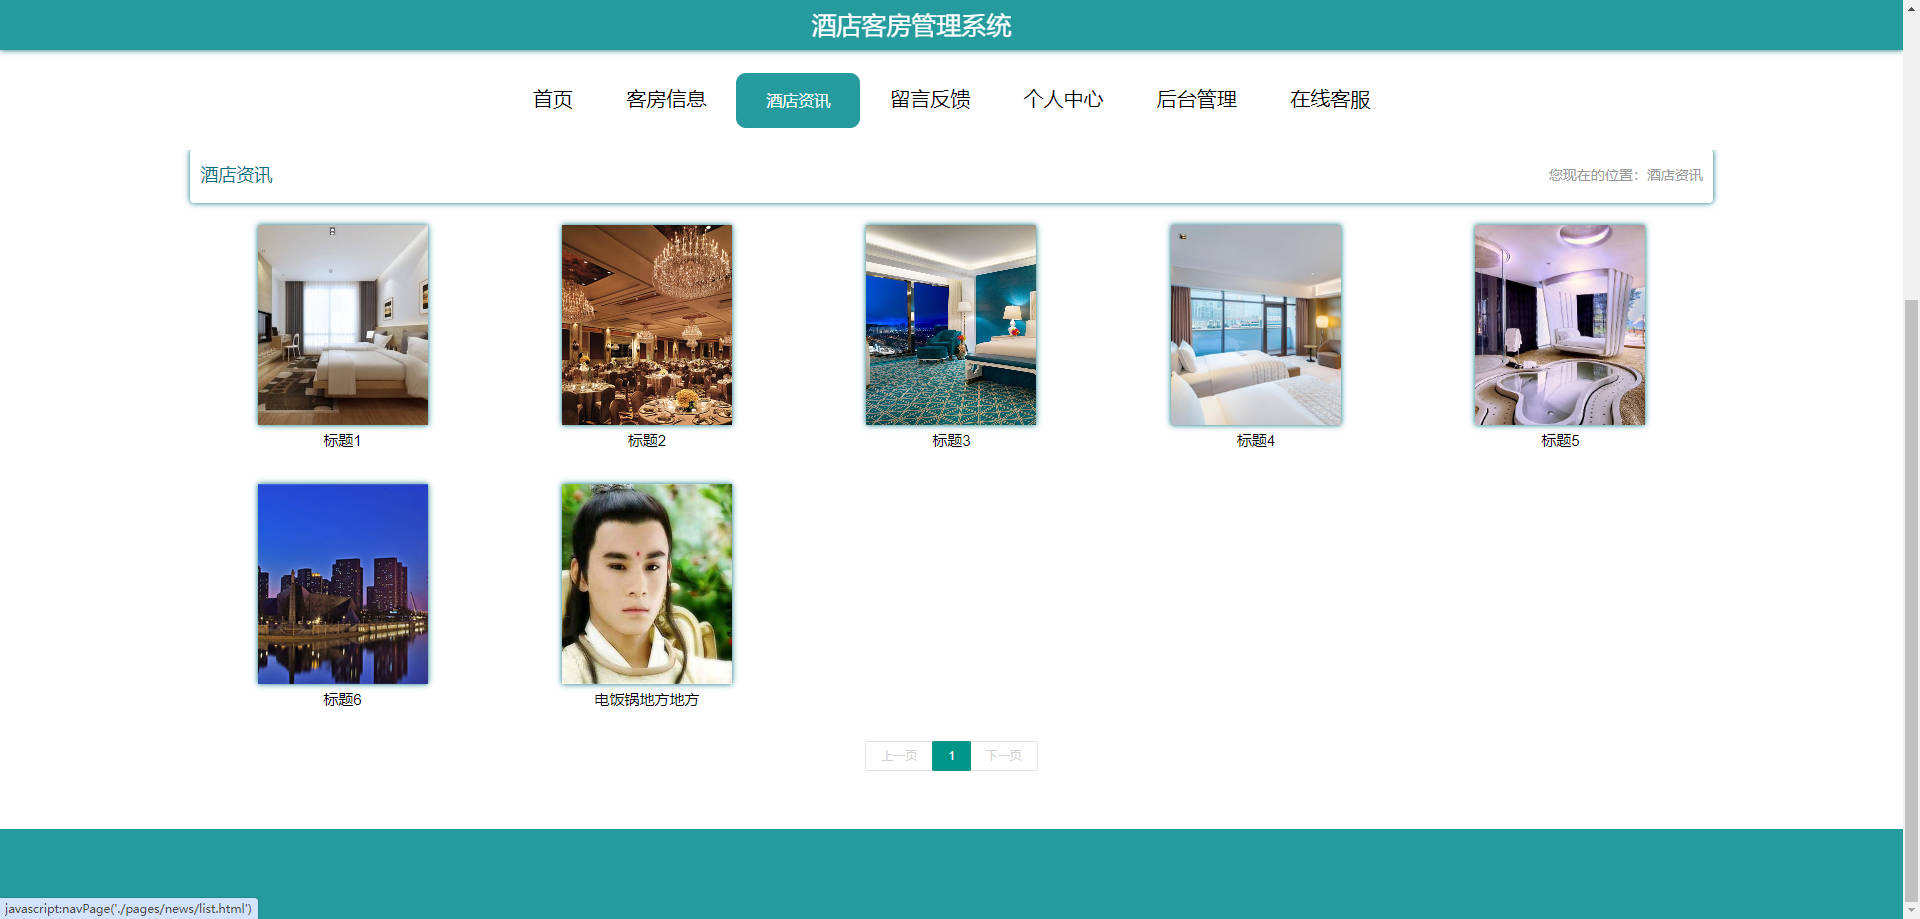 酒店客房管理系统
首页 客房信息 酒店资讯 留言反馈 个人中心 后台管理 在线客服
酒店资讯 您现在的位置：酒店资讯
标题1 标题2 标题3 标题4 标题5
标题6 电饭锅地方地方
上一页 1 下一页
javascript:navPage('./pages/news/list.html')